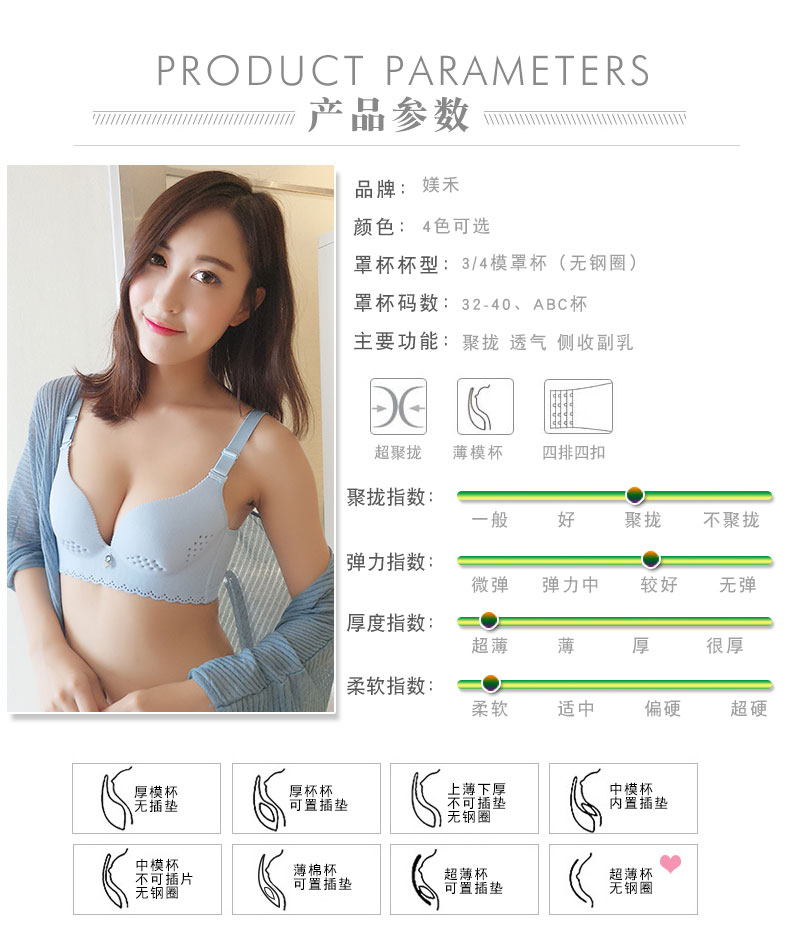 PRODUCT PARAMETERS
产品参数
品牌： 媄禾
颜色： 4色可选
罩杯杯型： 3/4模罩杯（无钢圈）
罩杯码数： 32-40、ABC杯
主要功能： 聚拢 透气 侧收副乳
超聚拢 薄模杯 四排四扣
聚拢指数：
一般 好 聚拢 不聚拢
弹力指数：
微弹 弹力中 较好 无弹
厚度指数：
超薄 薄 厚 很厚
柔软指数：
柔软 适中 偏硬 超硬
厚模杯
无插垫
厚杯杯
可置插垫
上薄下厚
不可插垫
无钢圈
中模杯
内置插垫
中模杯
不可插片
无钢圈
薄棉杯
可置插垫
超薄杯
可置插垫
超薄杯
无钢圈